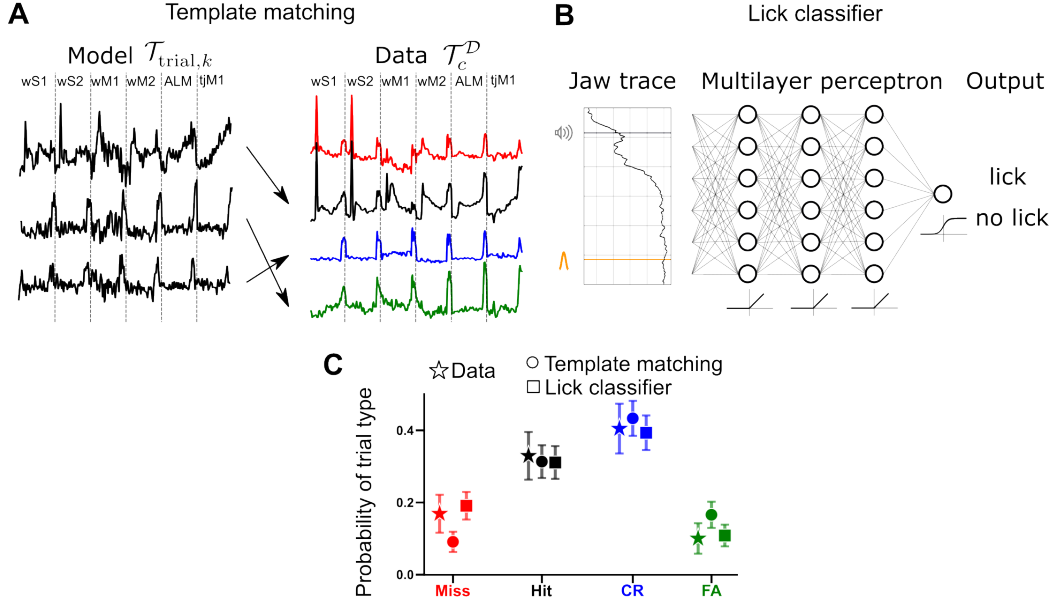 A Template matching
Model 𝒯trial,k
wS1 wS2 wM1 wM2 ALM tjM1
Data 𝒯c𝒟
wS1 wS2 wM1 wM2 ALM tjM1
B Lick classifier
Jaw trace Multilayer perceptron Output
lick
no lick
C
Data
Template matching
Lick classifier
Probability of trial type
0.4
0.2
0.0
Miss Hit CR FA